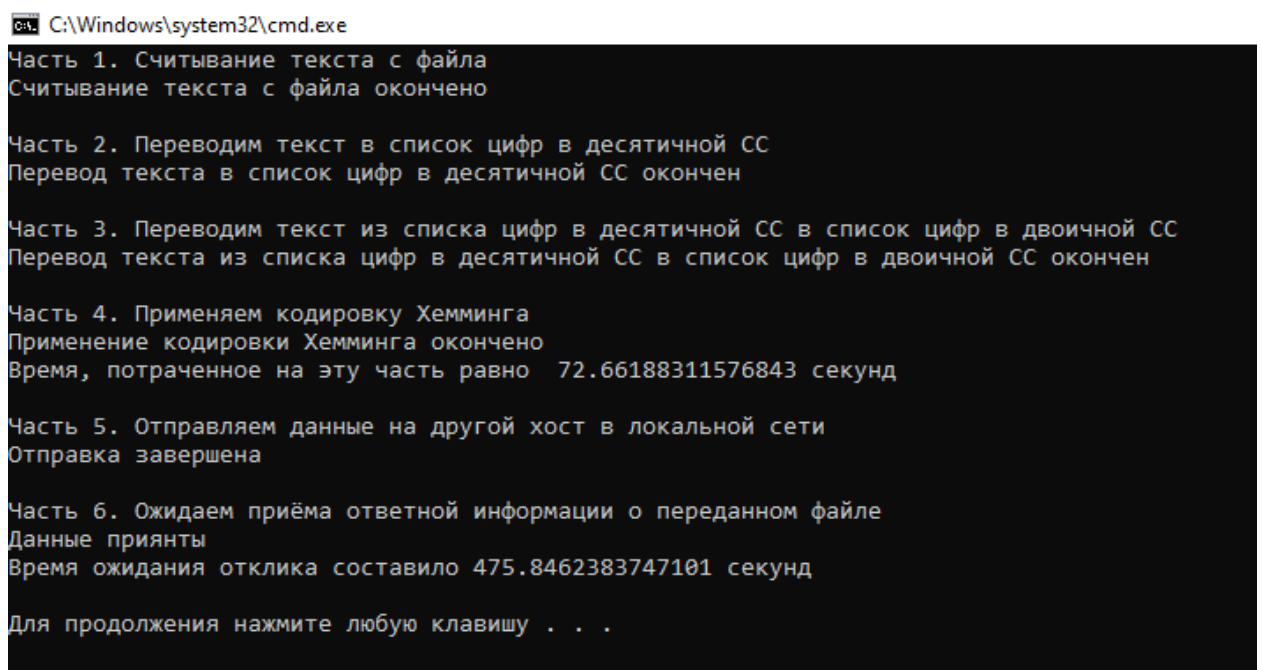 C:\Windows\system32\cmd.exe
Часть 1. Считывание текста с файла
Считывание текста с файла окончено
Часть 2. Переводим текст в список цифр в десятичной СС
Перевод текста в список цифр в десятичной СС окончен
Часть 3. Переводим текст из списка цифр в десятичной СС в список цифр в двоичной СС
Перевод текста из списка цифр в десятичной СС в список цифр в двоичной СС окончен
Часть 4. Применяем кодировку Хемминга
Применение кодировки Хемминга окончено
Время, потраченное на эту часть равно  72.66188311576843 секунд
Часть 5. Отправляем данные на другой хост в локальной сети
Отправка завершена
Часть 6. Ожидаем приёма ответной информации о переданном файле
Данные приянты
Время ожидания отклика составило 475.8462383747101 секунд
Для продолжения нажмите любую клавишу . . .